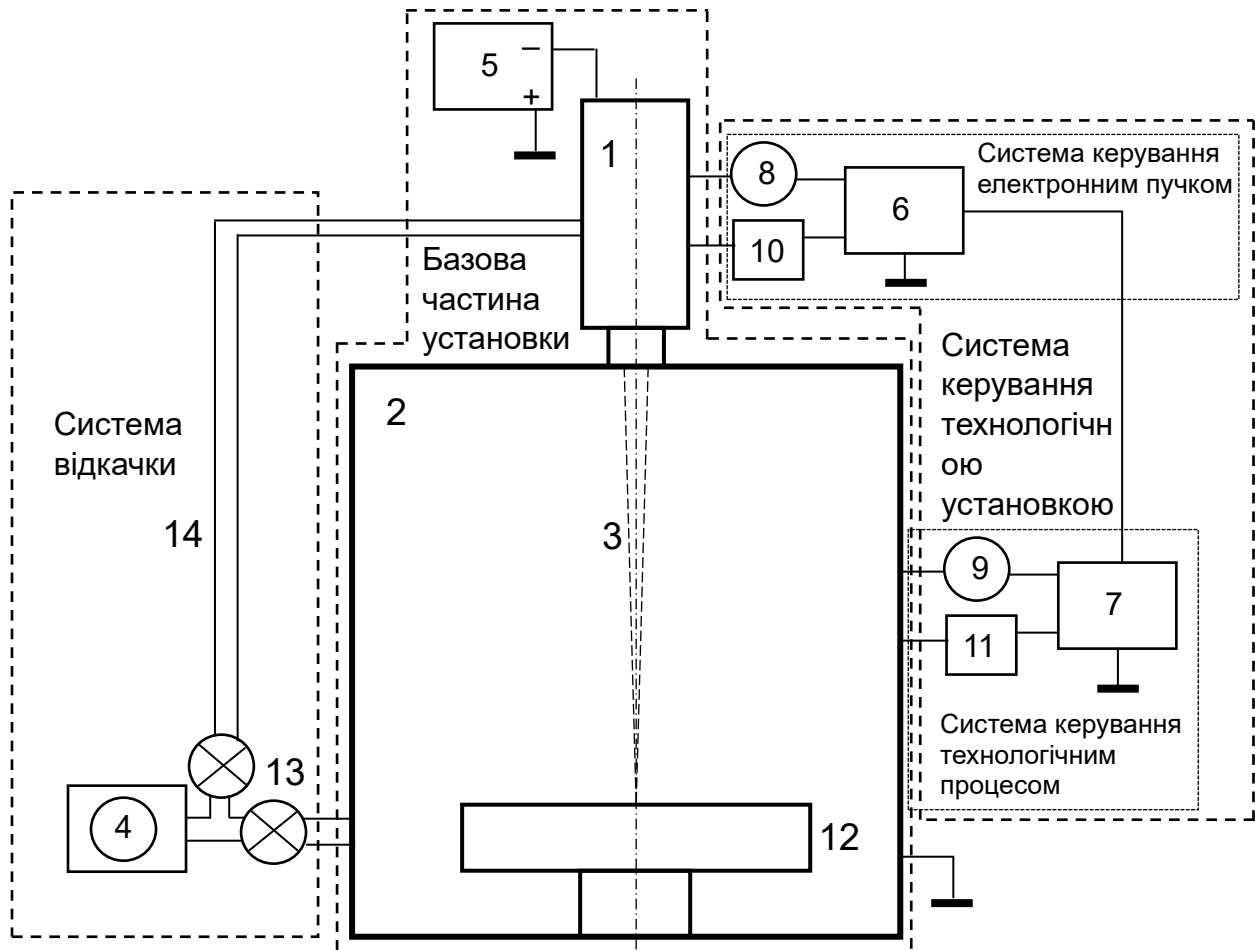 5
−
+
1
8
6
10
Система керування
електронним пучком
Базова
частина
установки
Система
керування
технологічн
ою
установкою
2
Система
відкачки
14
3
9
7
11
Система керування
технологічним
процесом
13
4
12